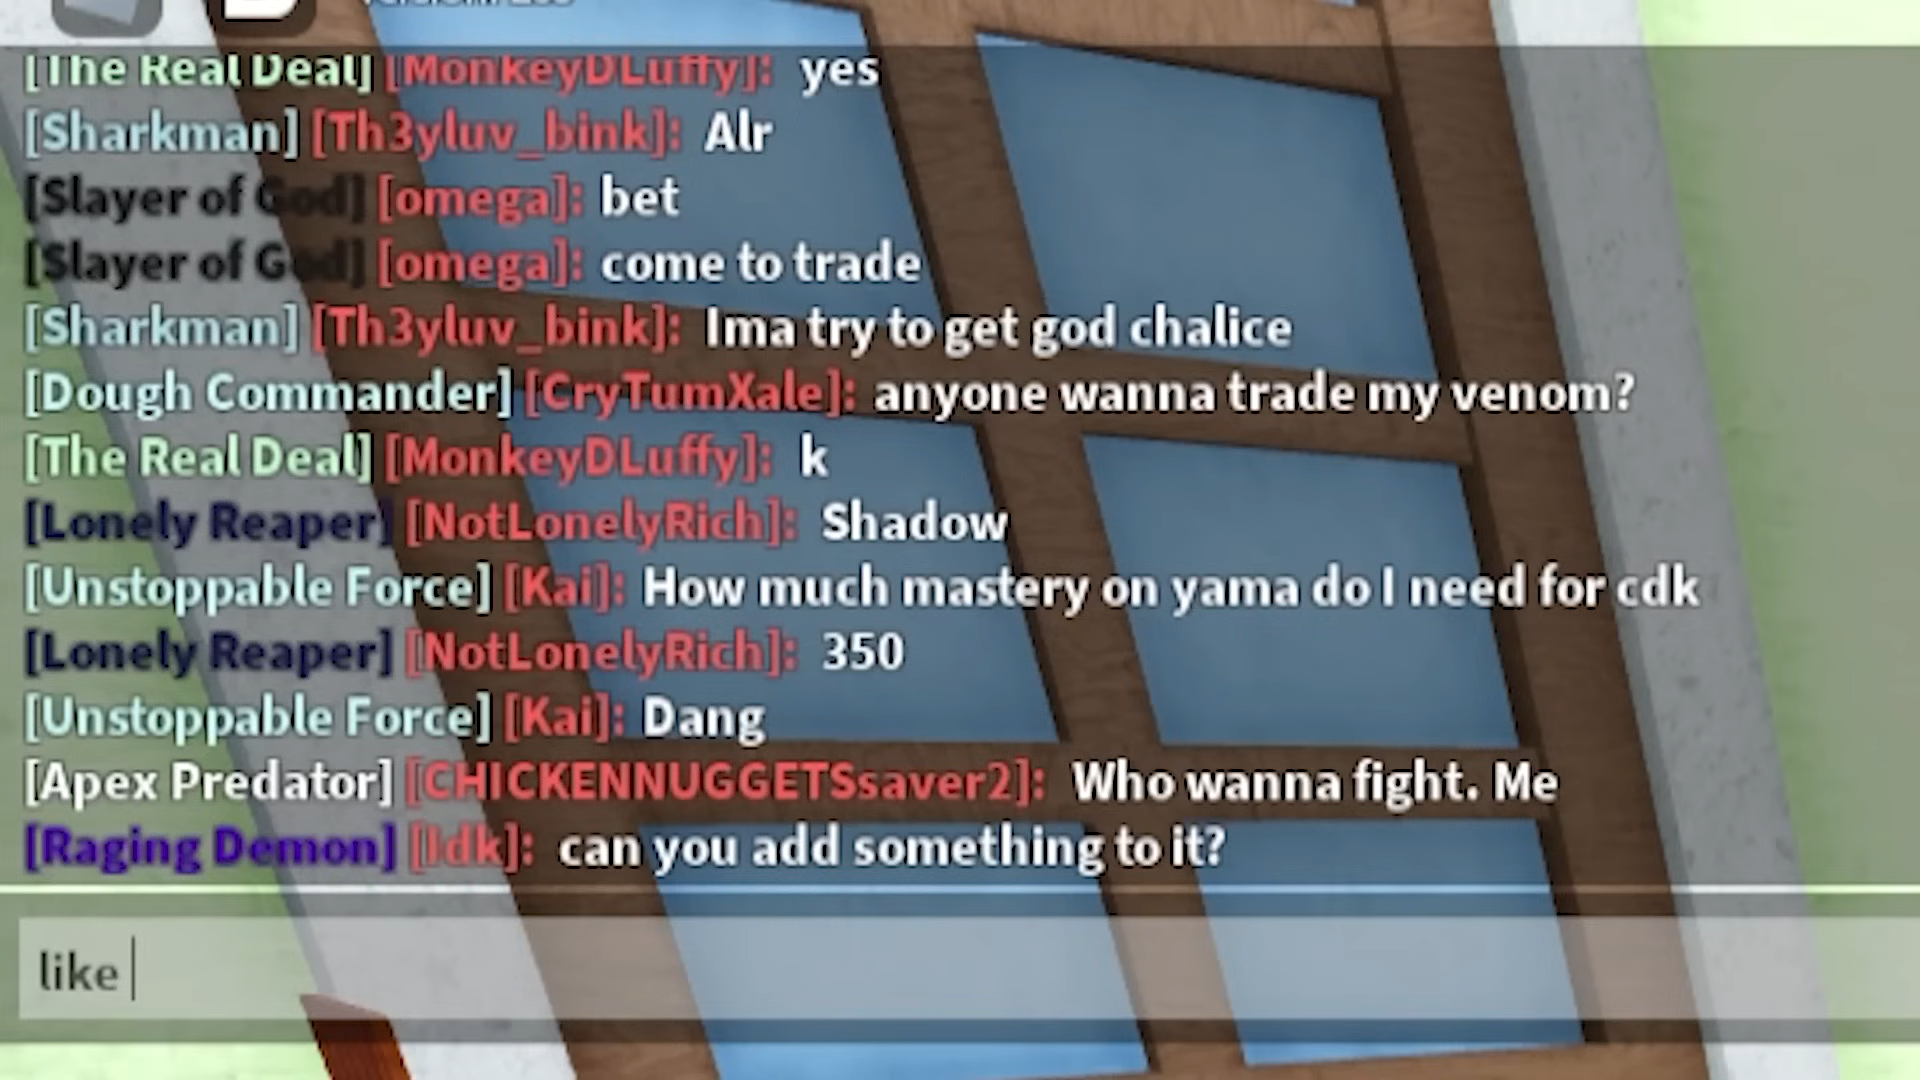 [The Real Deal] [MonkeyDLuffy]: yes
[Sharkman] [Th3yluv_bink]: Alr
[Slayer of God] [omega]: bet
[Slayer of God] [omega]: come to trade
[Sharkman] [Th3yluv_bink]: Ima try to get god chalice
[Dough Commander] [CryTumXale]: anyone wanna trade my venom?
[The Real Deal] [MonkeyDLuffy]: k
[Lonely Reaper] [NotLonelyRich]: Shadow
[Unstoppable Force] [Kai]: How much mastery on yama do I need for cdk
[Lonely Reaper] [NotLonelyRich]: 350
[Unstoppable Force] [Kai]: Dang
[Apex Predator] [CHICKENNUGGETSsaver2]: Who wanna fight. Me
[Raging Demon] [Idk]: can you add something to it?
like